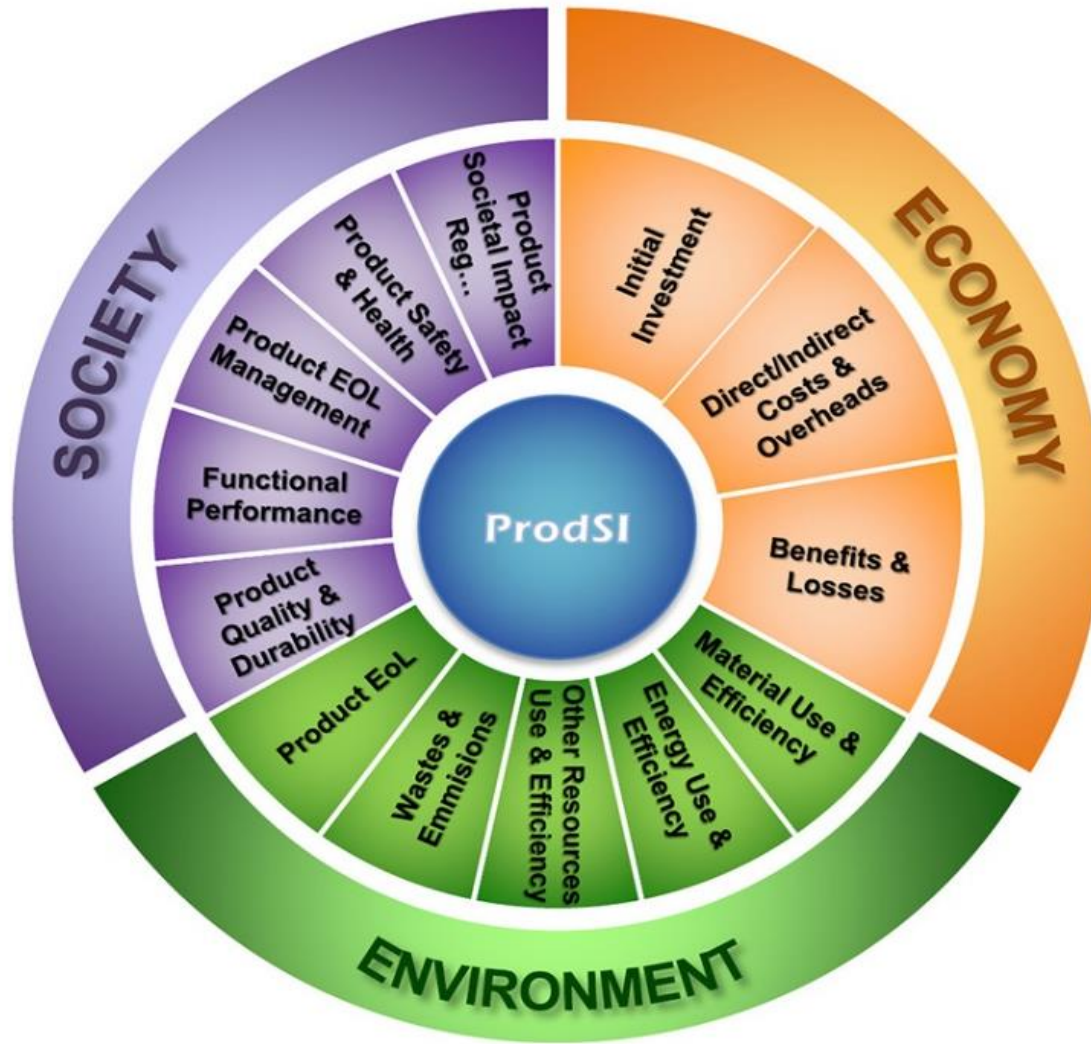 SOCIETY
ECONOMY
ENVIRONMENT
Product
Societal Impact
Reg...
Initial
Investment
Product Safety
& Health
Direct/Indirect
Costs &
Overheads
Product EOL
Management
Functional
Performance
ProdSI
Benefits &
Losses
Product
Quality &
Durability
Product EoL
Wastes &
Emmisions
Other Resources
Use & Efficiency
Energy Use &
Efficiency
Material Use &
Efficiency